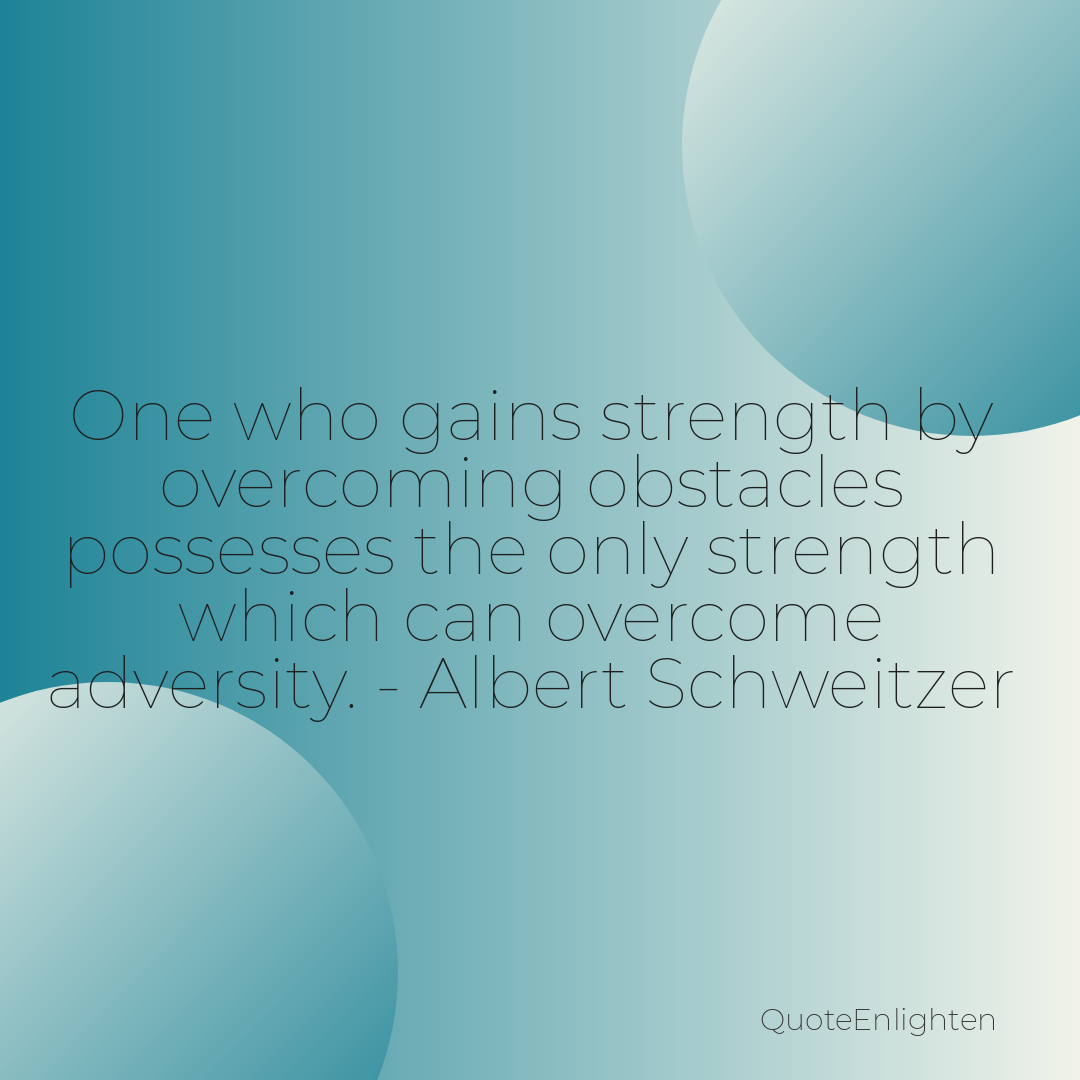 One who gains strength by
overcoming obstacles
possesses the only strength
which can overcome
adversity. - Albert Schweitzer
QuoteEnlighten